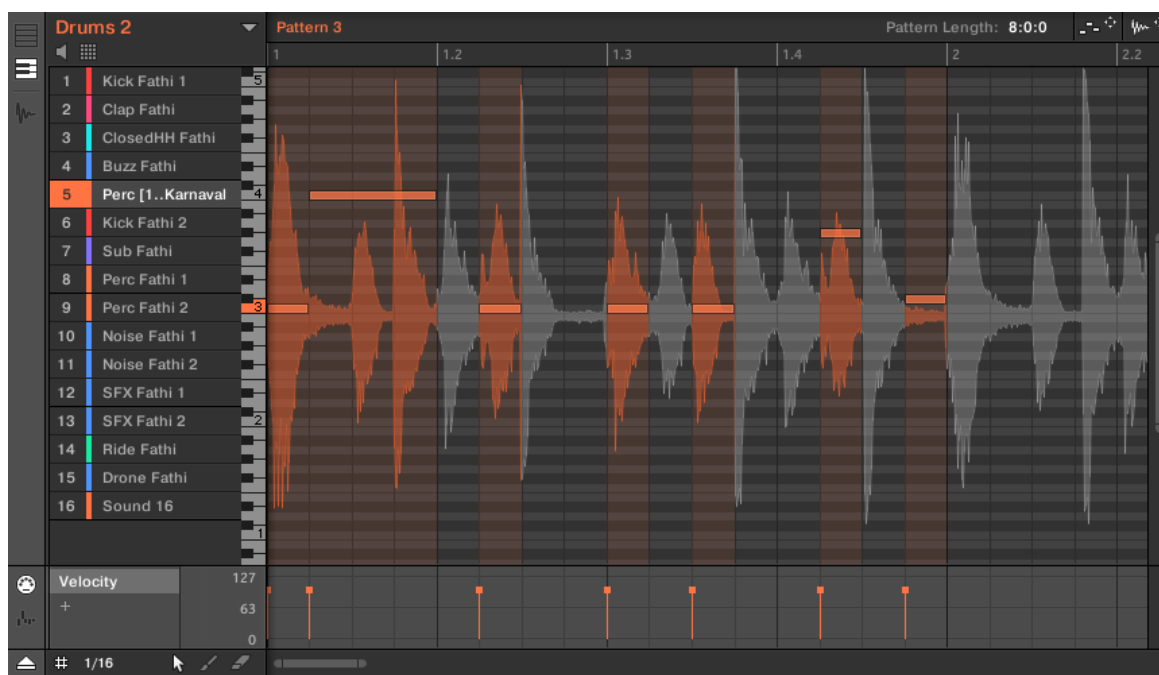 Drums 2
Pattern 3
Pattern Length: 8:0:0
1 1.2 1.3 1.4 2 2.2
1 Kick Fathi 1
2 Clap Fathi
3 ClosedHH Fathi
4 Buzz Fathi
5 Perc [1..Karnaval
6 Kick Fathi 2
7 Sub Fathi
8 Perc Fathi 1
9 Perc Fathi 2
10 Noise Fathi 1
11 Noise Fathi 2
12 SFX Fathi 1
13 SFX Fathi 2
14 Ride Fathi
15 Drone Fathi
16 Sound 16
5
4
3
2
1
Velocity
+
127
63
0
1/16